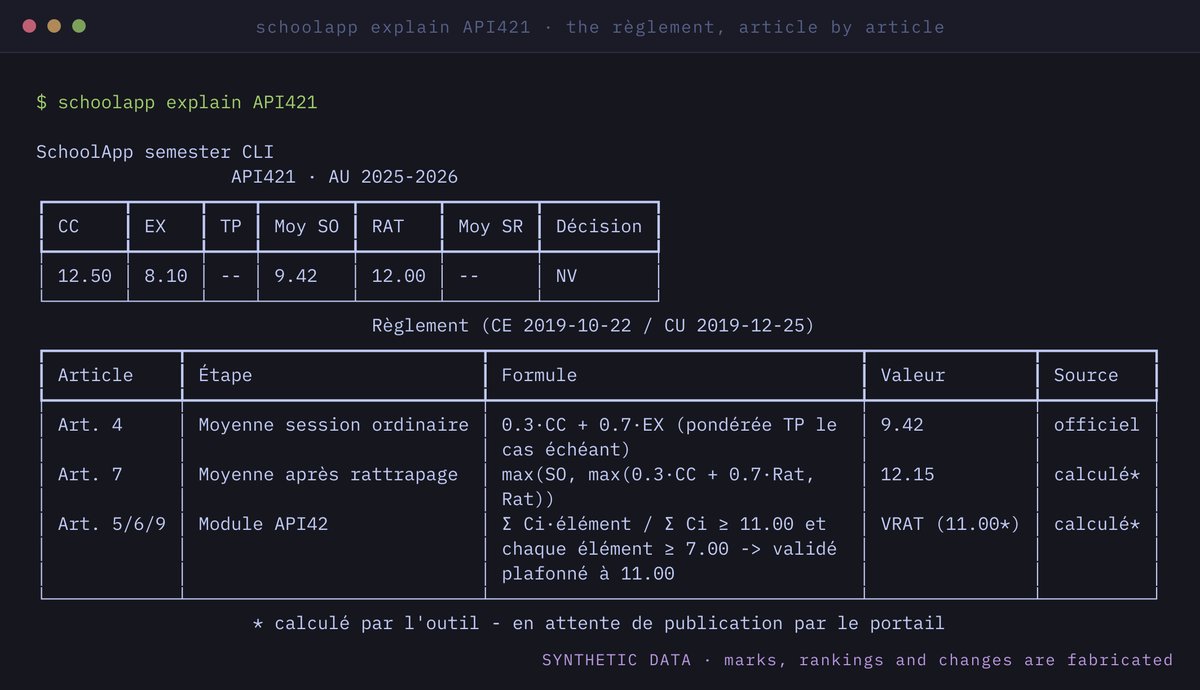 schoolapp explain API421 · the règlement, article by article
$ schoolapp explain API421
SchoolApp semester CLI
API421 · AU 2025-2026
CC EX TP Moy SO RAT Moy SR Décision
12.50 8.10 -- 9.42 12.00 -- NV
Règlement (CE 2019-10-22 / CU 2019-12-25)
Article Étape Formule Valeur Source
Art. 4 Moyenne session ordinaire 0.3·CC + 0.7·EX (pondérée TP le 9.42 officiel
cas échéant)
Art. 7 Moyenne après rattrapage max(SO, max(0.3·CC + 0.7·Rat, 12.15 calculé*
Rat))
Art. 5/6/9 Module API42 Σ Ci·élément / Σ Ci ≥ 11.00 et VRAT (11.00*) calculé*
chaque élément ≥ 7.00 -> validé
plafonné à 11.00
* calculé par l'outil - en attente de publication par le portail
SYNTHETIC DATA · marks, rankings and changes are fabricated